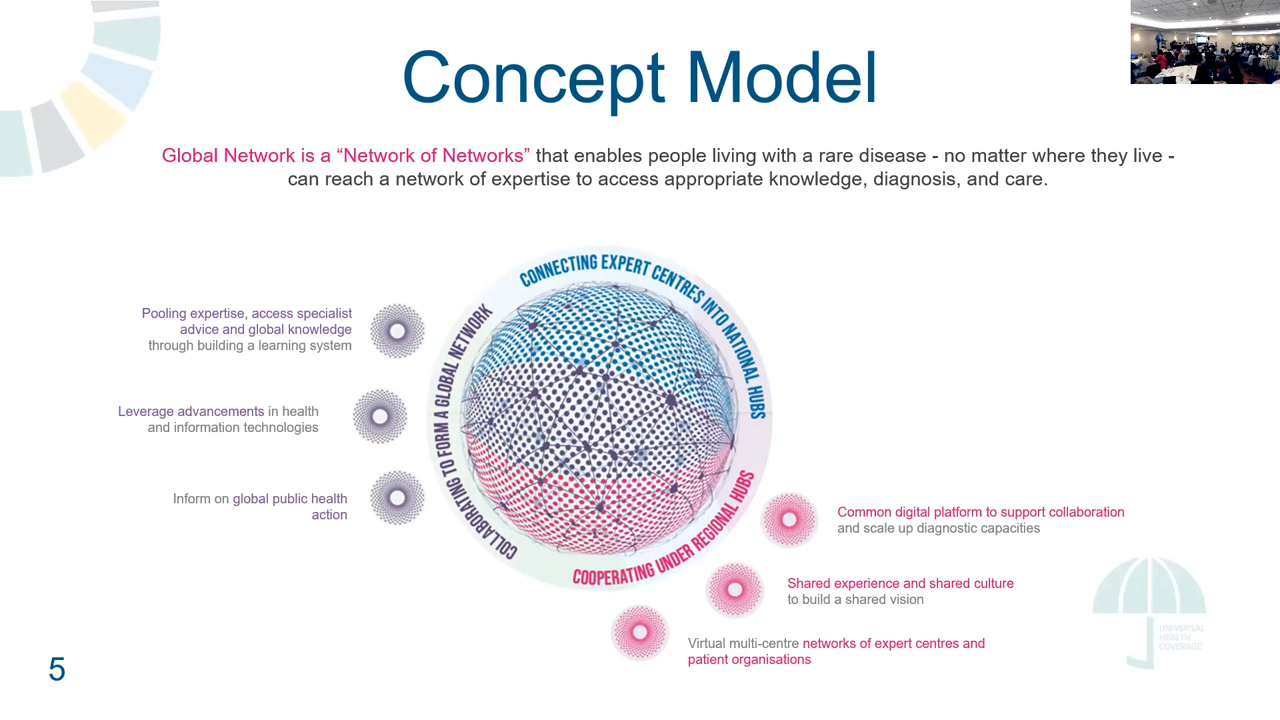 Concept Model
Global Network is a “Network of Networks” that enables people living with a rare disease - no matter where they live -
can reach a network of expertise to access appropriate knowledge, diagnosis, and care.
CONNECTING EXPERT CENTRES INTO NATIONAL HUBS
COLLABORATING TO FORM A GLOBAL NETWORK
COOPERATING UNDER REGIONAL HUBS
Pooling expertise, access specialist
advice and global knowledge
through building a learning system
Leverage advancements in health
and information technologies
Inform on global public health
action
Common digital platform to support collaboration
and scale up diagnostic capacities
Shared experience and shared culture
to build a shared vision
Virtual multi-centre networks of expert centres and
patient organisations
UNIVERSAL
HEALTH
COVERAGE
5